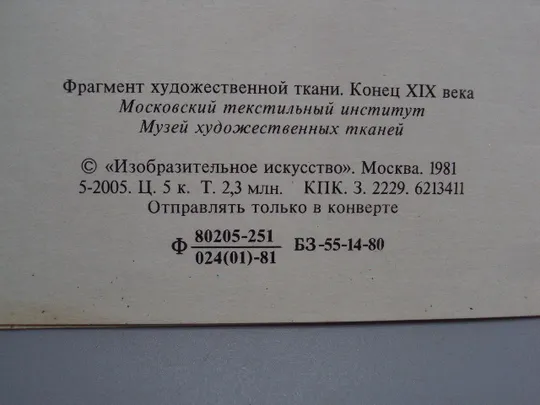 Фрагмент художественной ткани. Конец XIX века
Московский текстильный институт
Музей художественных тканей
© «Изобразительное искусство». Москва. 1981
5-2005. Ц. 5 к. Т. 2,3 млн. КПК. З. 2229. 6213411
Отправлять только в конверте
Ф 80205-251 БЗ-55-14-80
024(01)-81